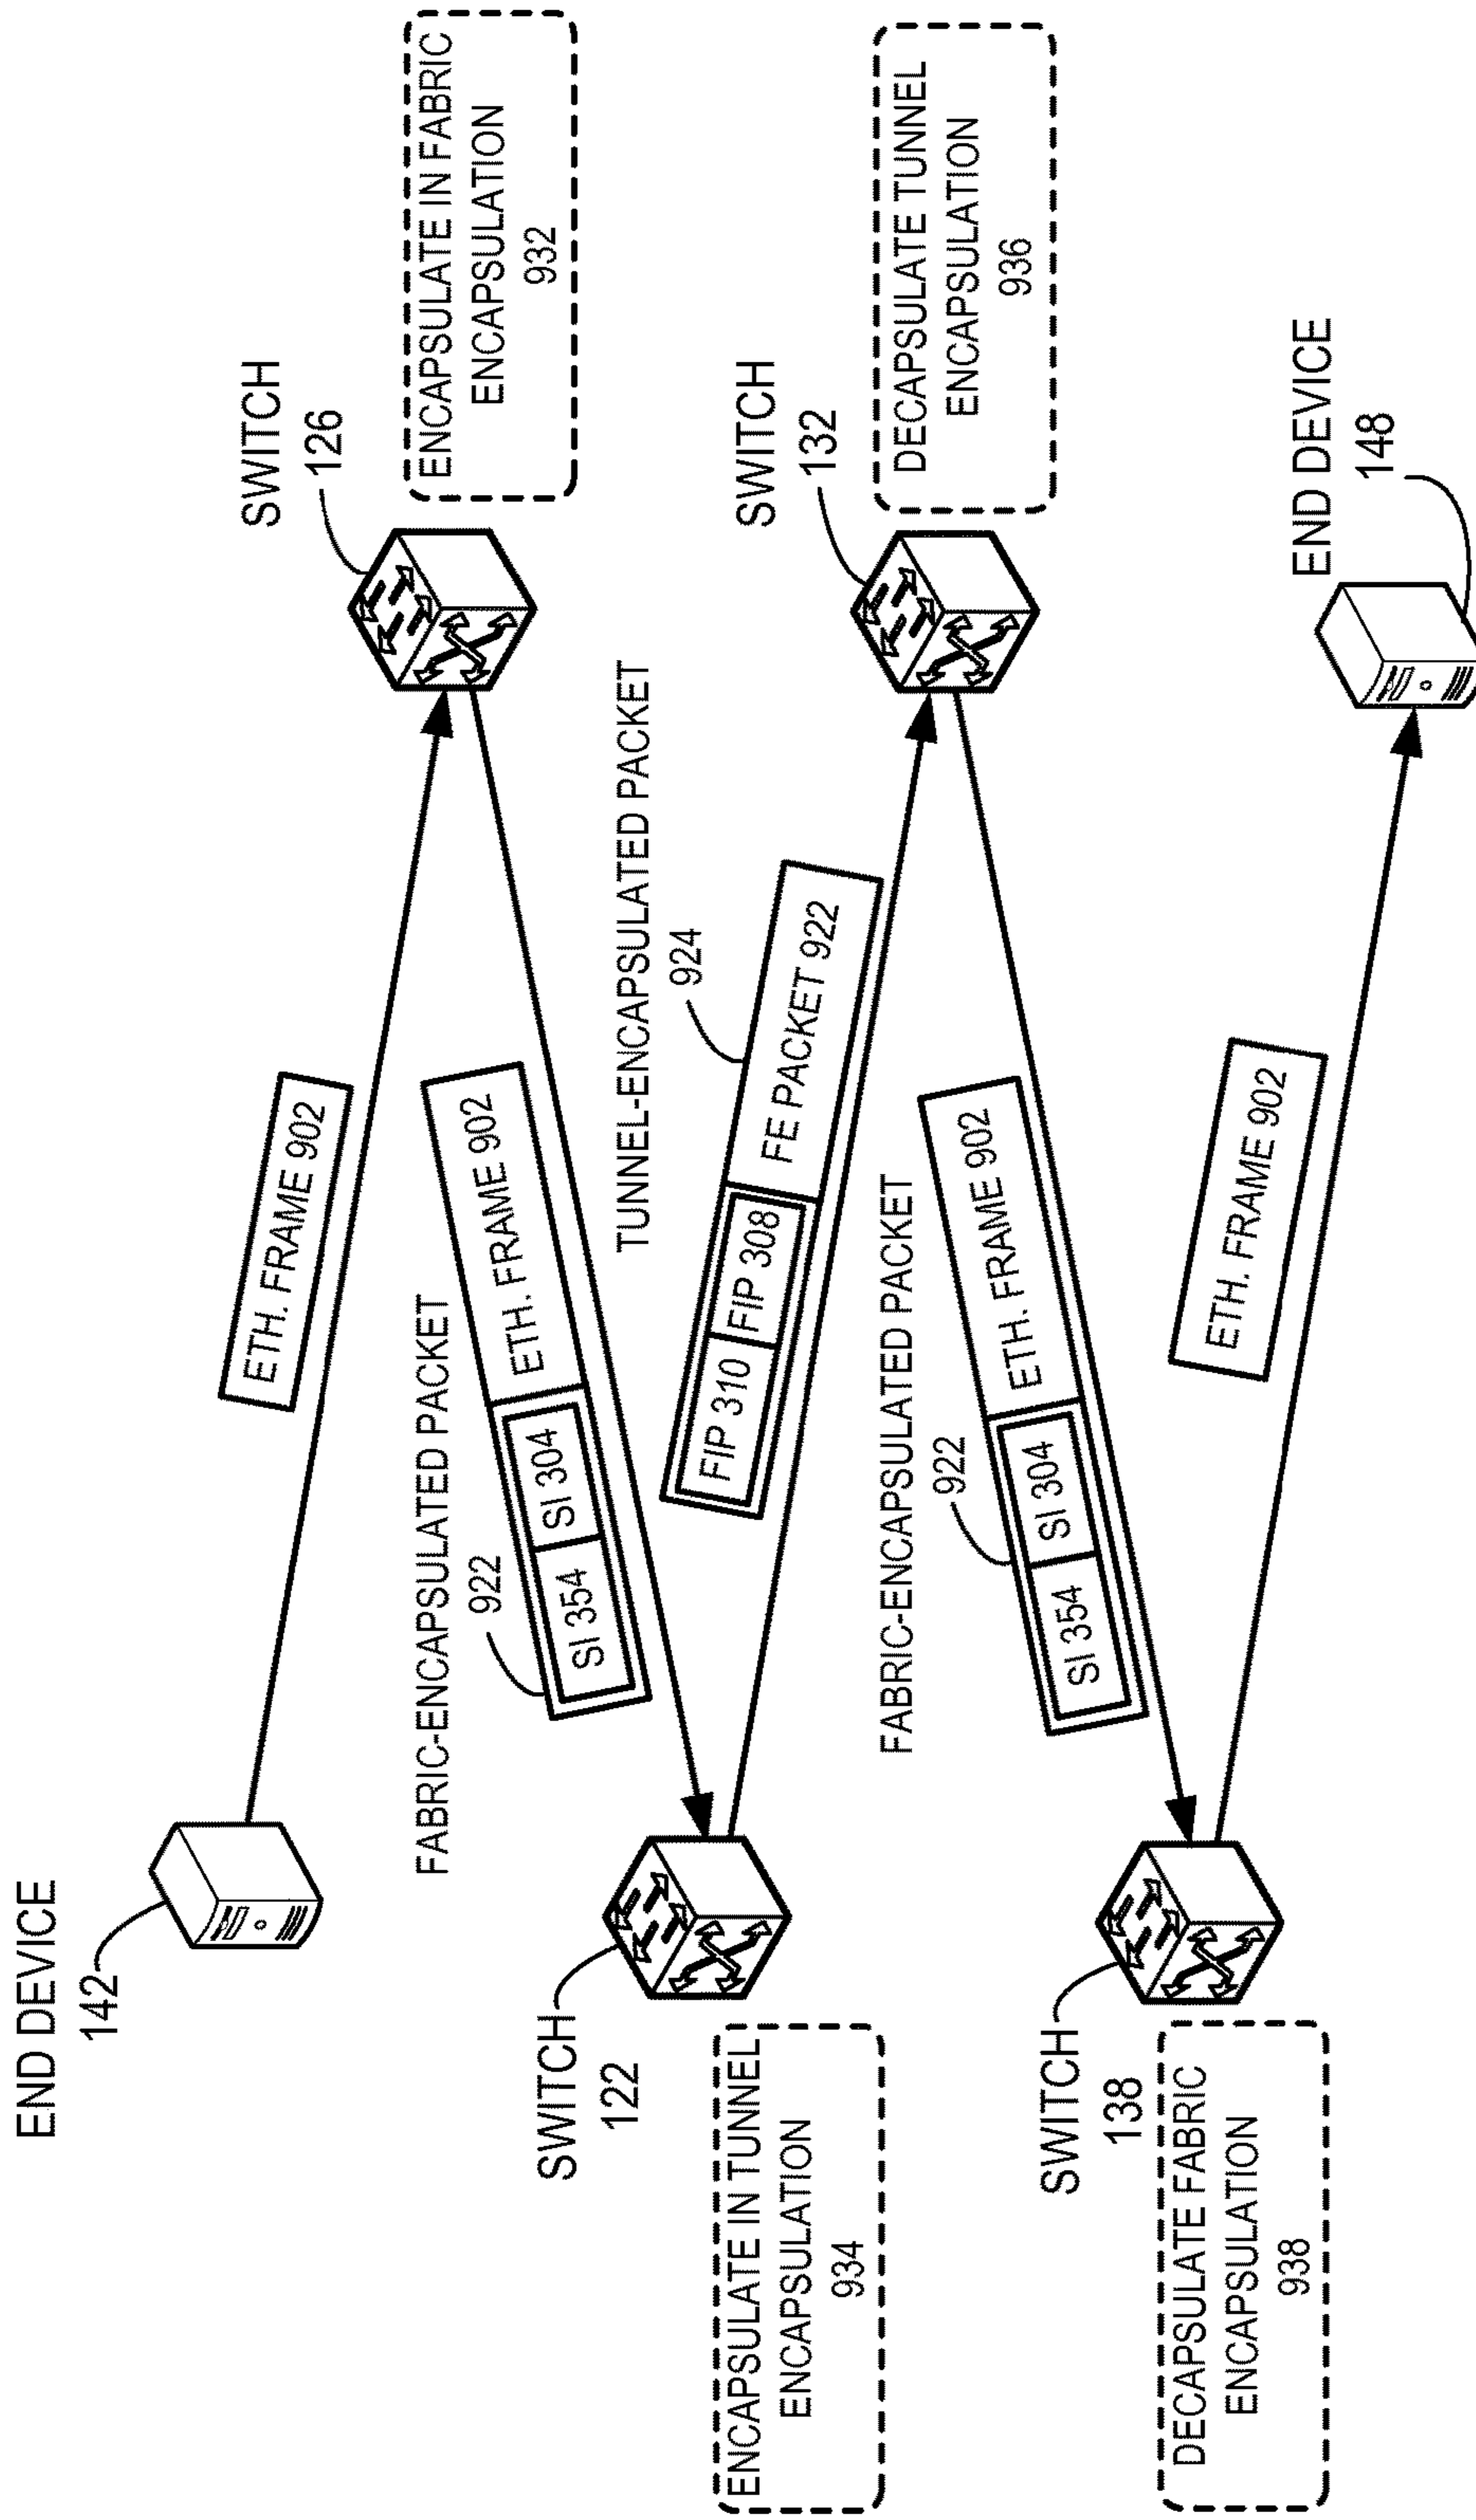 END DEVICE
142
ETH. FRAME 902
SWITCH
126
ENCAPSULATE IN FABRIC
ENCAPSULATION
932
FABRIC-ENCAPSULATED PACKET
922
SI 354
SI 304
ETH. FRAME 902
SWITCH
122
ENCAPSULATE IN TUNNEL
ENCAPSULATION
934
TUNNEL-ENCAPSULATED PACKET
924
FIP 310
FIP 308
FE PACKET 922
SWITCH
132
DECAPSULATE TUNNEL
ENCAPSULATION
936
FABRIC-ENCAPSULATED PACKET
922
SI 354
SI 304
ETH. FRAME 902
SWITCH
138
DECAPSULATE FABRIC
ENCAPSULATION
938
ETH. FRAME 902
END DEVICE
148